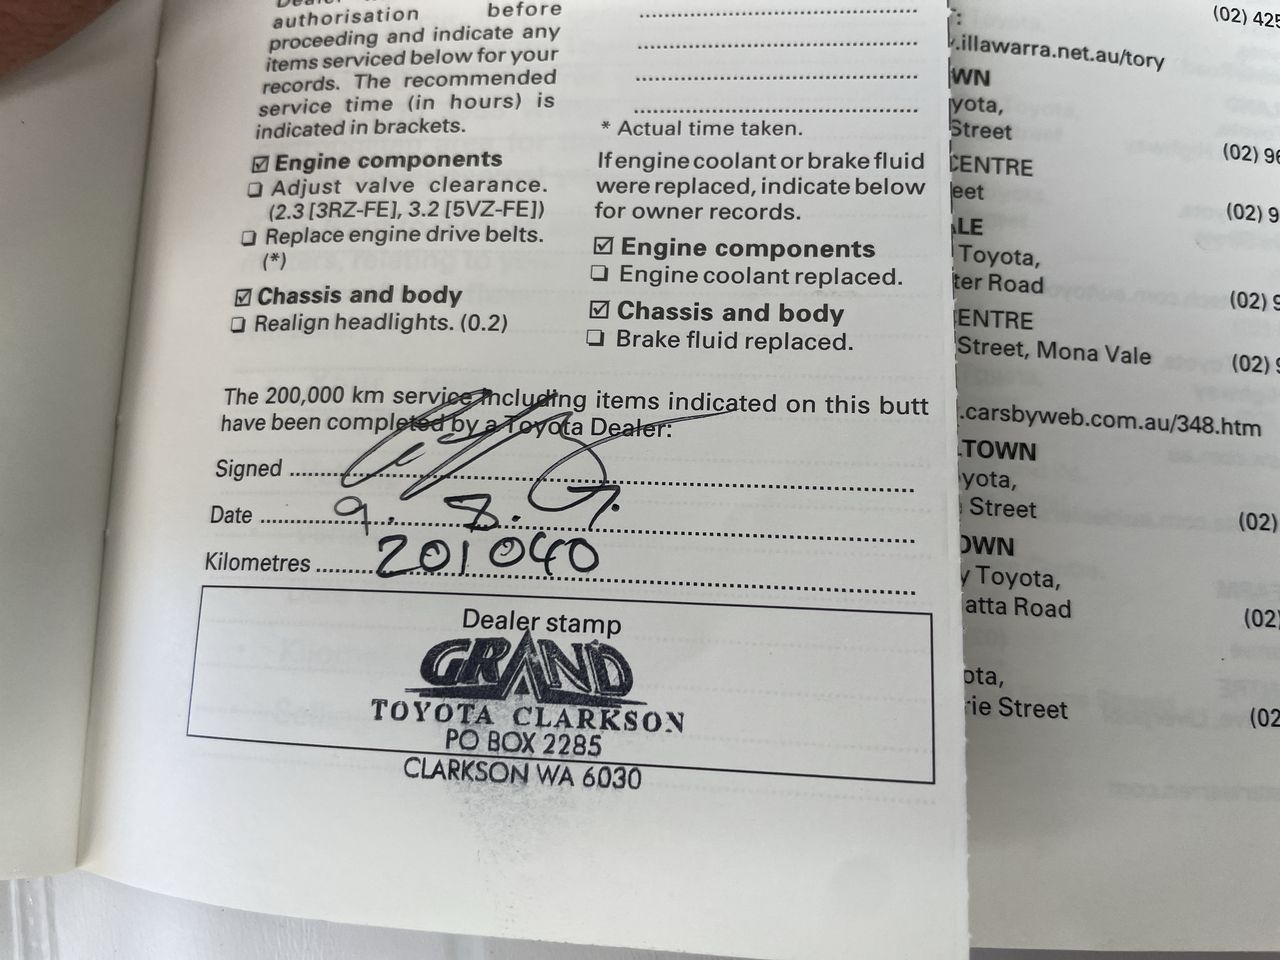 authorisation before
proceeding and indicate any
items serviced below for your
records. The recommended
service time (in hours) is
indicated in brackets.
☑ Engine components
❏ Adjust valve clearance.
(2.3 [3RZ-FE], 3.2 [5VZ-FE])
❏ Replace engine drive belts.
(*)
☑ Chassis and body
❏ Realign headlights. (0.2)
* Actual time taken.
If engine coolant or brake fluid
were replaced, indicate below
for owner records.
☑ Engine components
❏ Engine coolant replaced.
☑ Chassis and body
❏ Brake fluid replaced.
The 200,000 km service including items indicated on this butt
have been completed by a Toyota Dealer:
Signed
Date 9. 8. 7.
Kilometres 201040
Dealer stamp
GRAND
TOYOTA CLARKSON
PO BOX 2285
CLARKSON WA 6030
(02) 425
.illawarra.net.au/tory
WN
yota,
Street
(02) 96
CENTRE
eet
(02) 9
LE
Toyota,
ter Road
(02) 9
ENTRE
Street, Mona Vale
(02) 9
.carsbyweb.com.au/348.htm
TOWN
yota,
Street
(02)
OWN
y Toyota,
atta Road
(02)
ota,
rie Street
(02